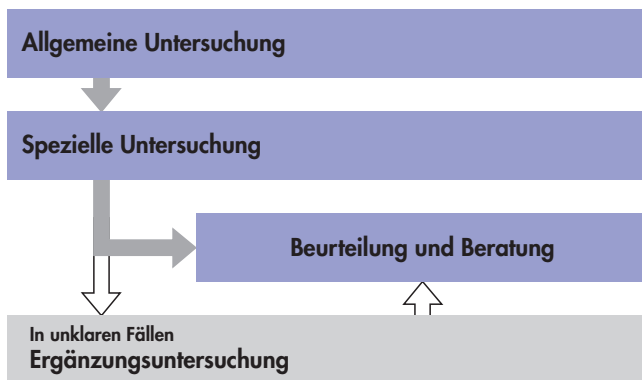 Allgemeine Untersuchung
Spezielle Untersuchung
Beurteilung und Beratung
In unklaren Fällen
Ergänzungsuntersuchung